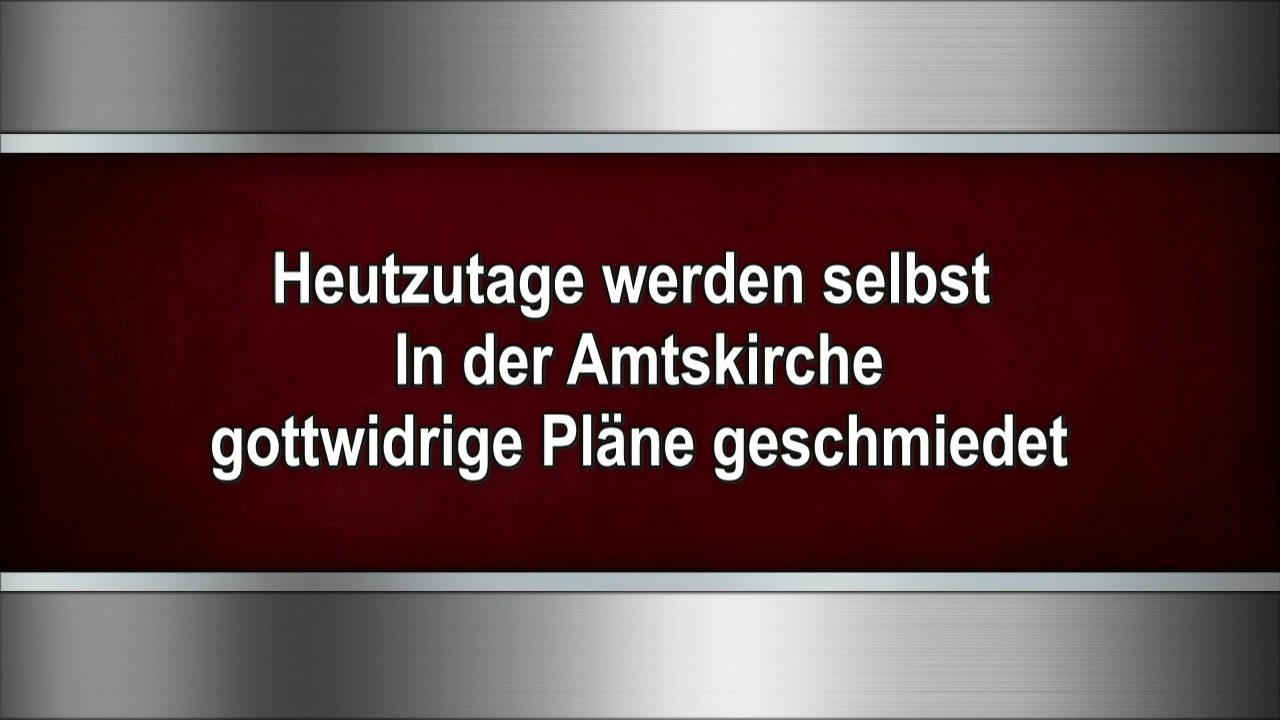 Heutzutage werden selbst
In der Amtskirche
gottwidrige Pläne geschmiedet